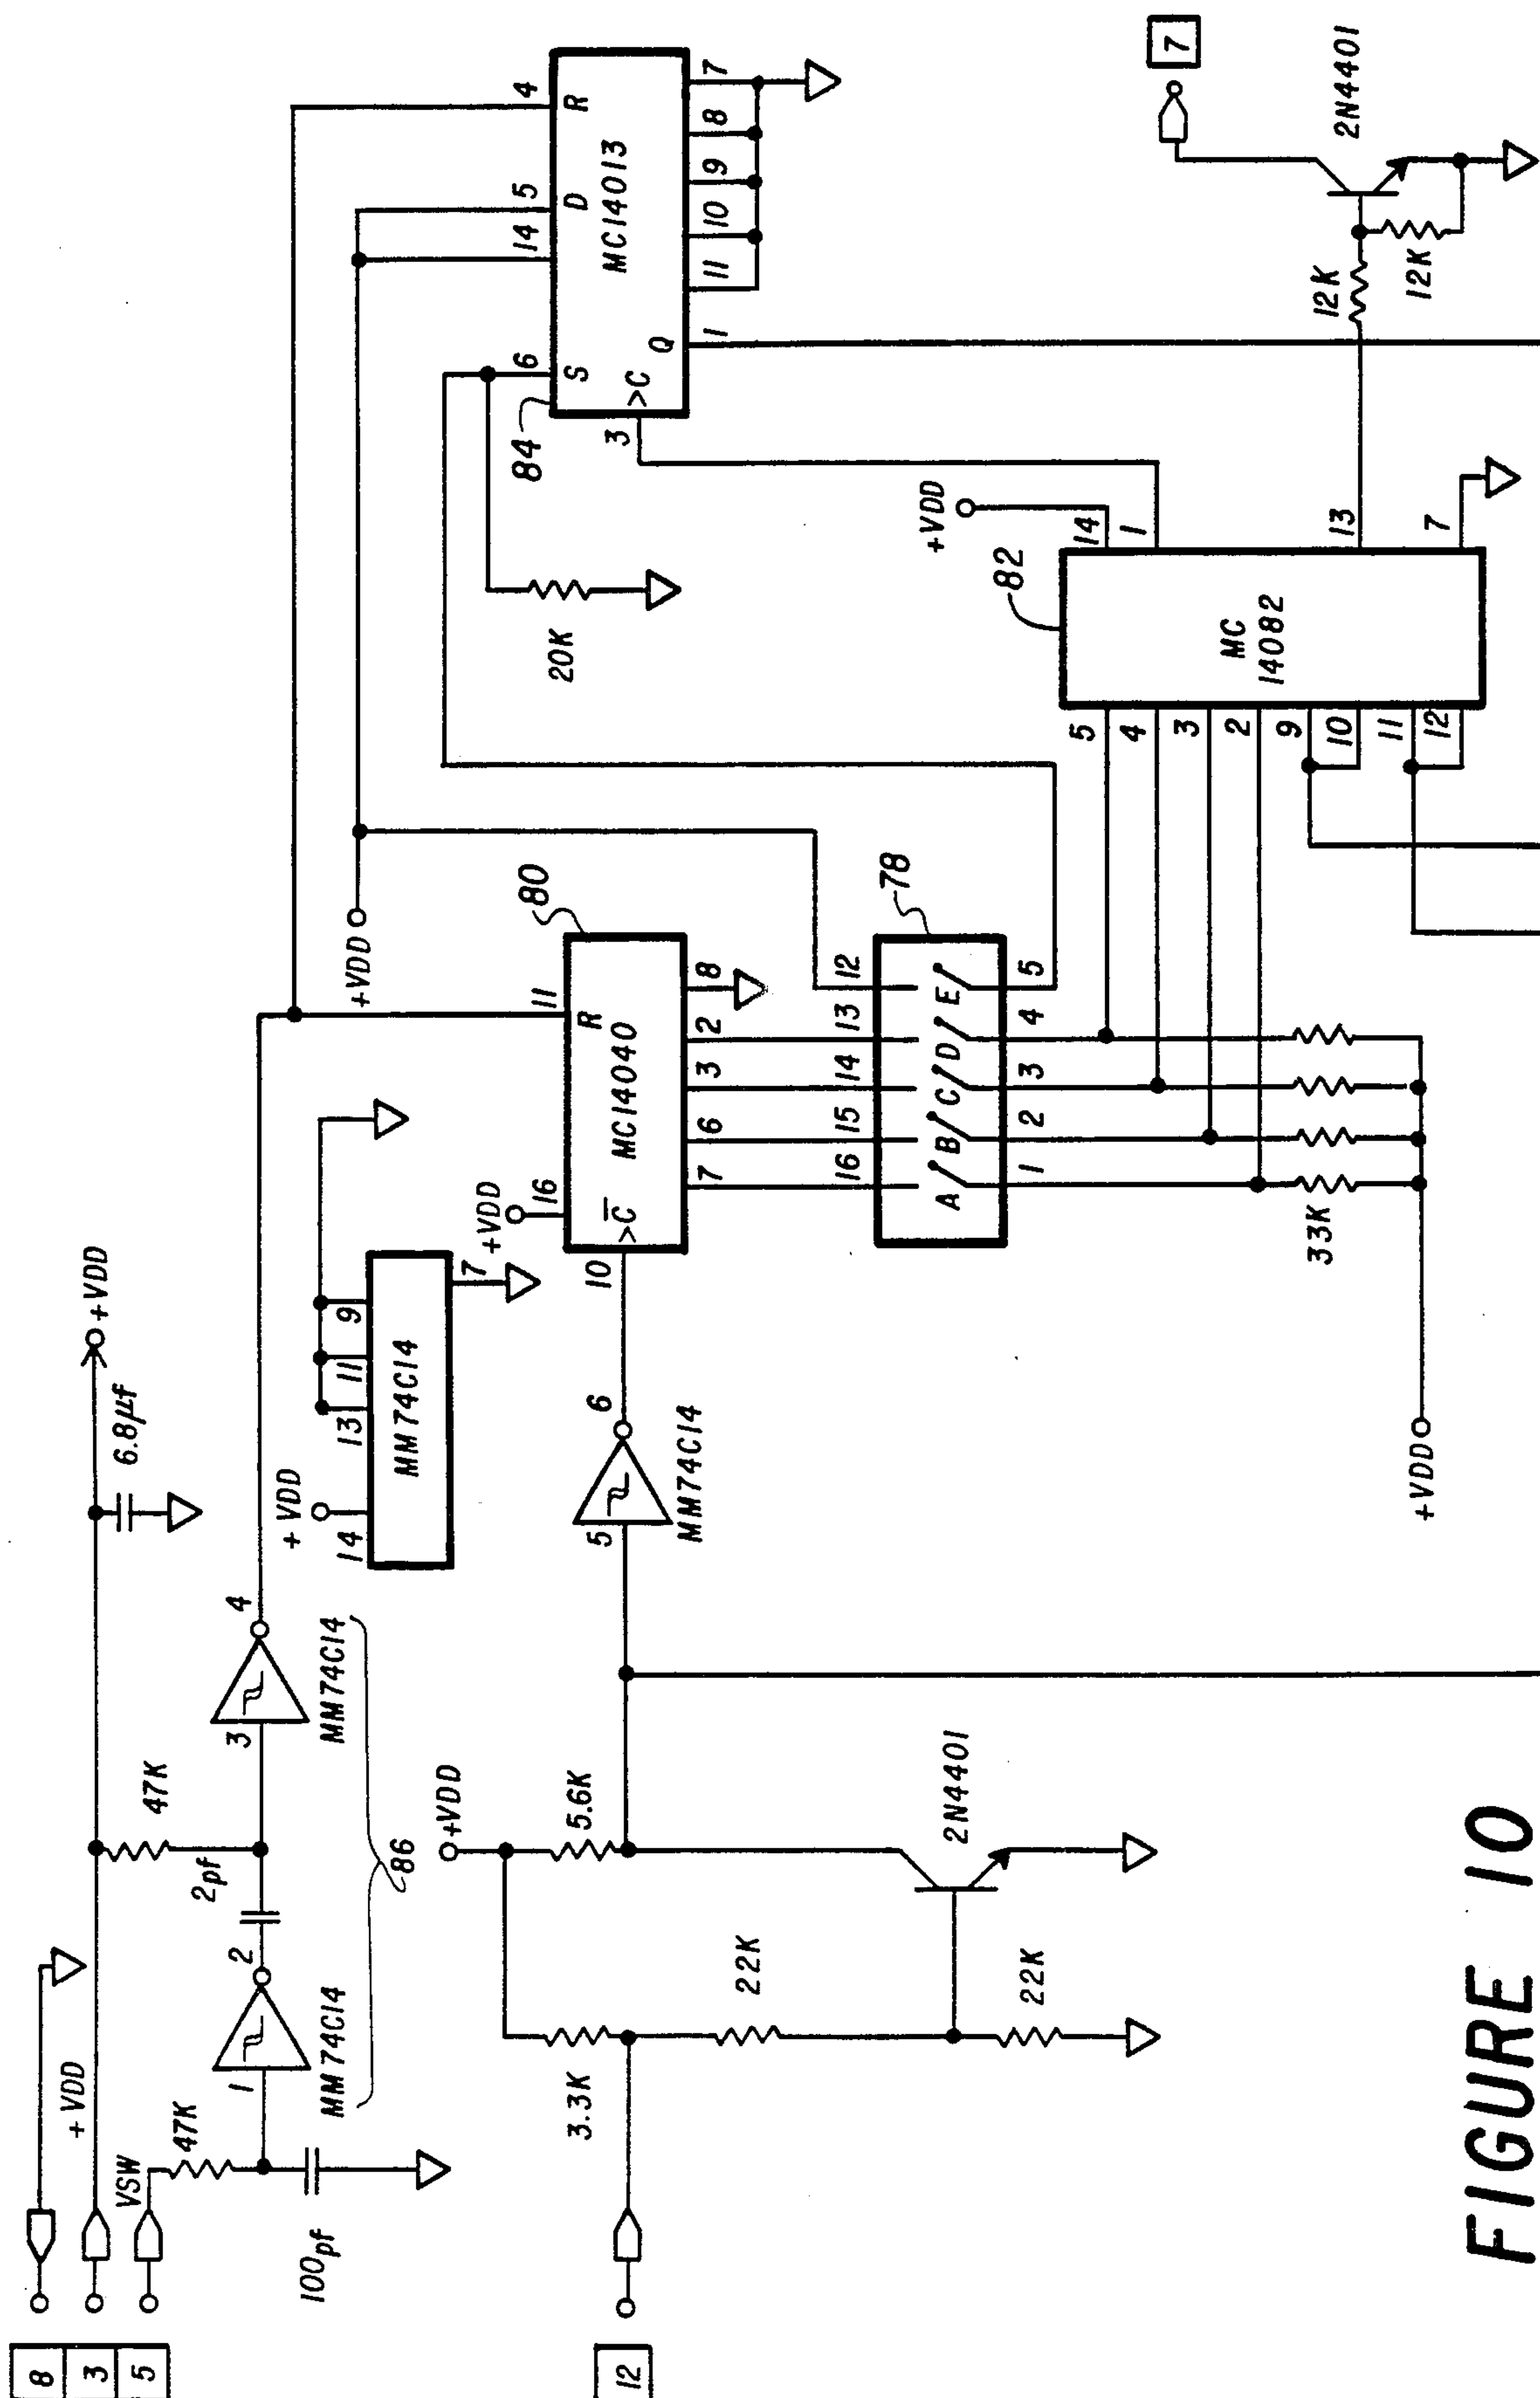 8
3
5
+VDD
VSW
47K
100pf
1
MM74C14
2
2pf
47K
3
MM74C14
4
86
6.8µf
+VDD
+VDD
14
13
11
9
MM74C14
7
12
3.3K
22K
22K
+VDD
5.6K
2N4401
5
MM74C14
6
10
+VDD
16
>C̅
R
11
MC14040
7
6
3
2
8
80
+VDD
16
15
14
13
12
A
B
C
D
E
1
2
3
4
5
78
33K
+VDD
20K
5
4
3
2
9
10
11
12
MC
14082
82
14
1
13
7
+VDD
84
3
6
14
5
4
S
D
R
>C
Q
MC14013
1
11
10
9
8
7
12K
12K
2N4401
7
FIGURE 10